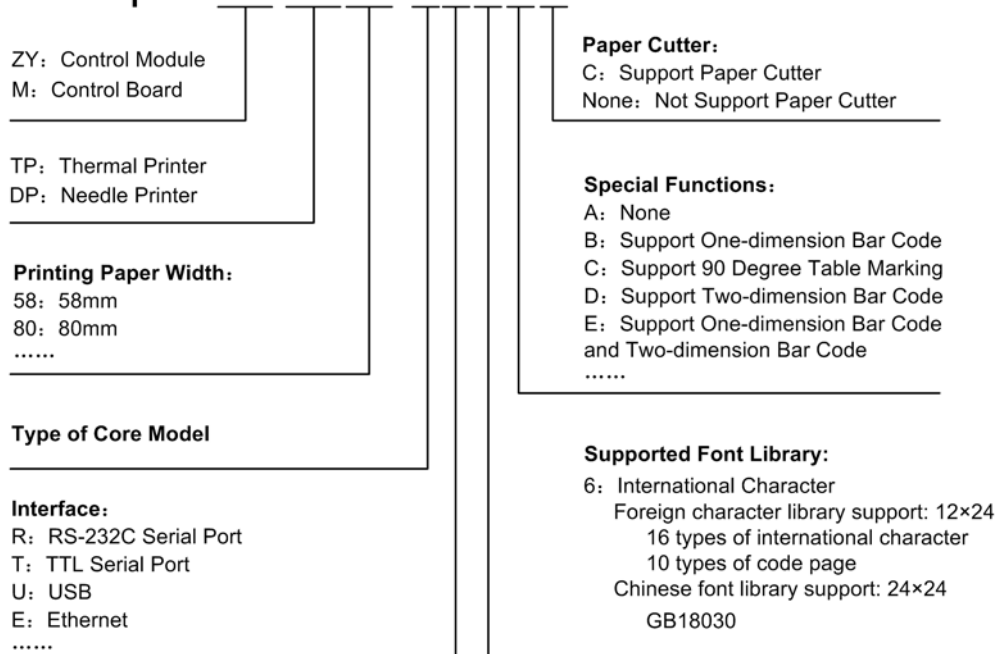 ZY：Control Module
M：Control Board
TP：Thermal Printer
DP：Needle Printer
Printing Paper Width：
58：58mm
80：80mm
……
Type of Core Model
Interface：
R：RS-232C Serial Port
T：TTL Serial Port
U：USB
E：Ethernet
……
Paper Cutter：
C：Support Paper Cutter
None：Not Support Paper Cutter
Special Functions：
A：None
B：Support One-dimension Bar Code
C：Support 90 Degree Table Marking
D：Support Two-dimension Bar Code
E：Support One-dimension Bar Code
and Two-dimension Bar Code
……
Supported Font Library:
6：International Character
Foreign character library support: 12×24
16 types of international character
10 types of code page
Chinese font library support: 24×24
GB18030